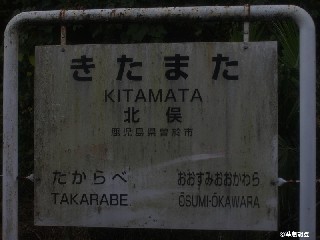 きたまた
KITAMATA
北俣
鹿児島県曽於市
たからべ おおすみおおかわら
TAKARABE ŌSUMI-ŌKAWARA